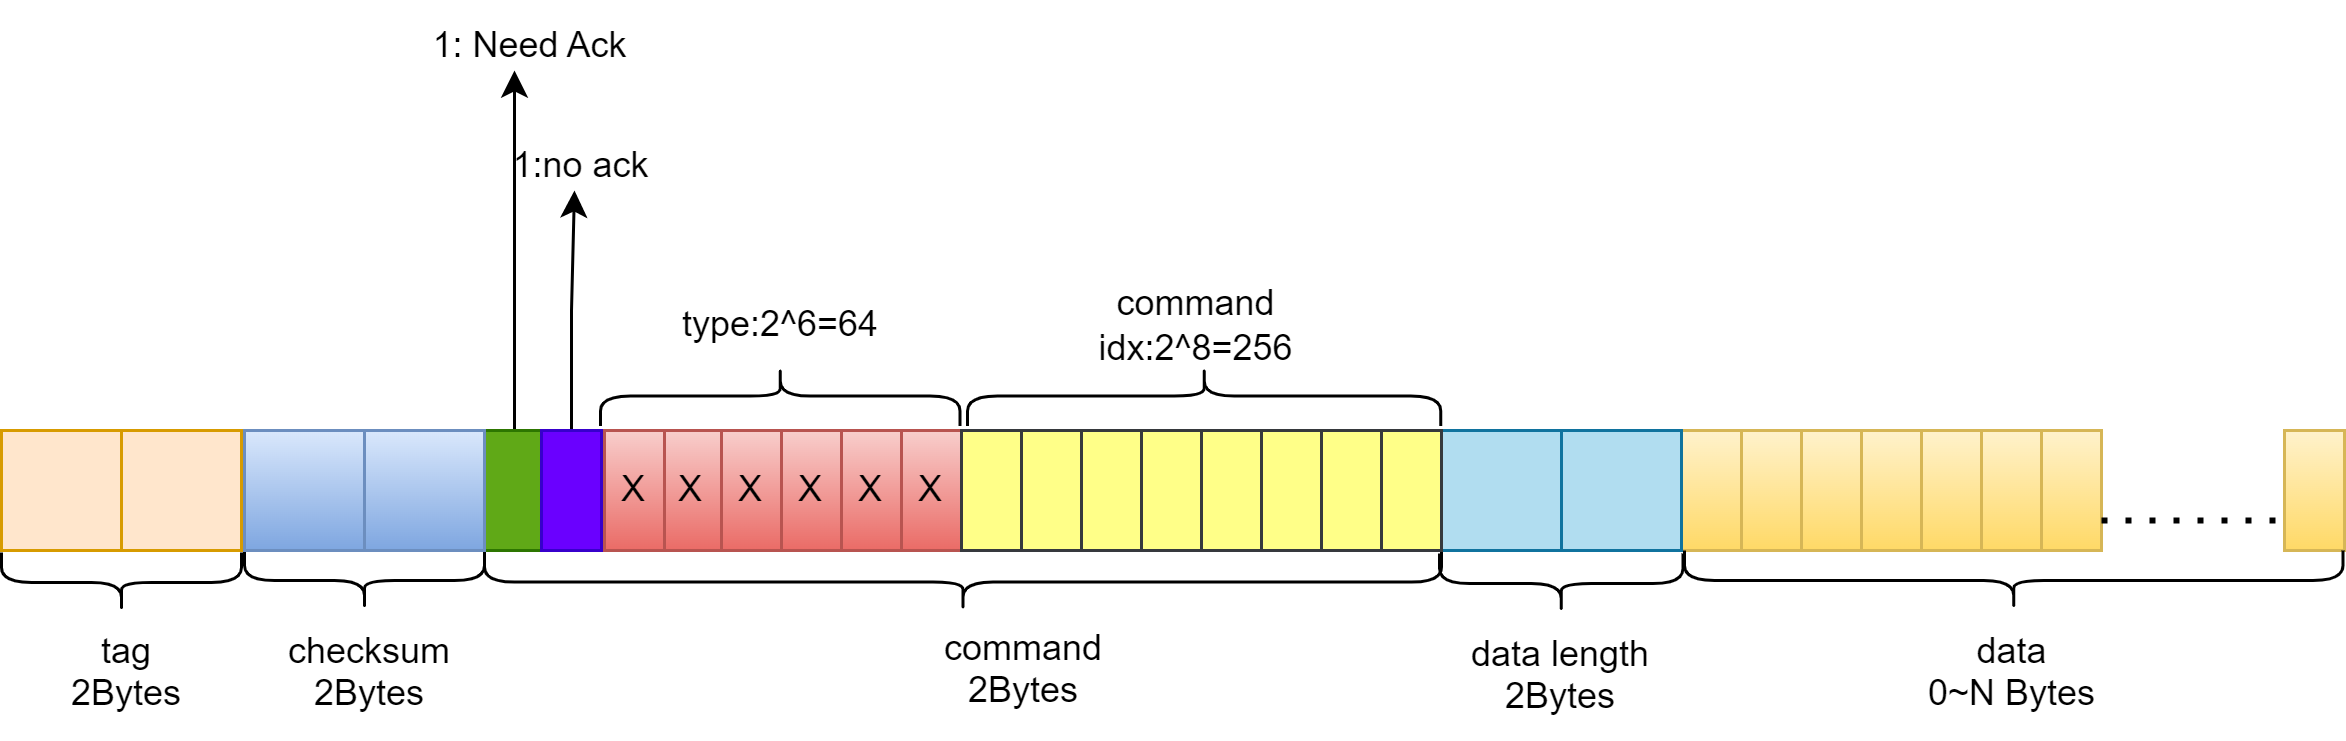 1: Need Ack
1:no ack
type:2^6=64
command
idx:2^8=256
X X X X X X
tag
2Bytes
checksum
2Bytes
command
2Bytes
data length
2Bytes
data
0~N Bytes